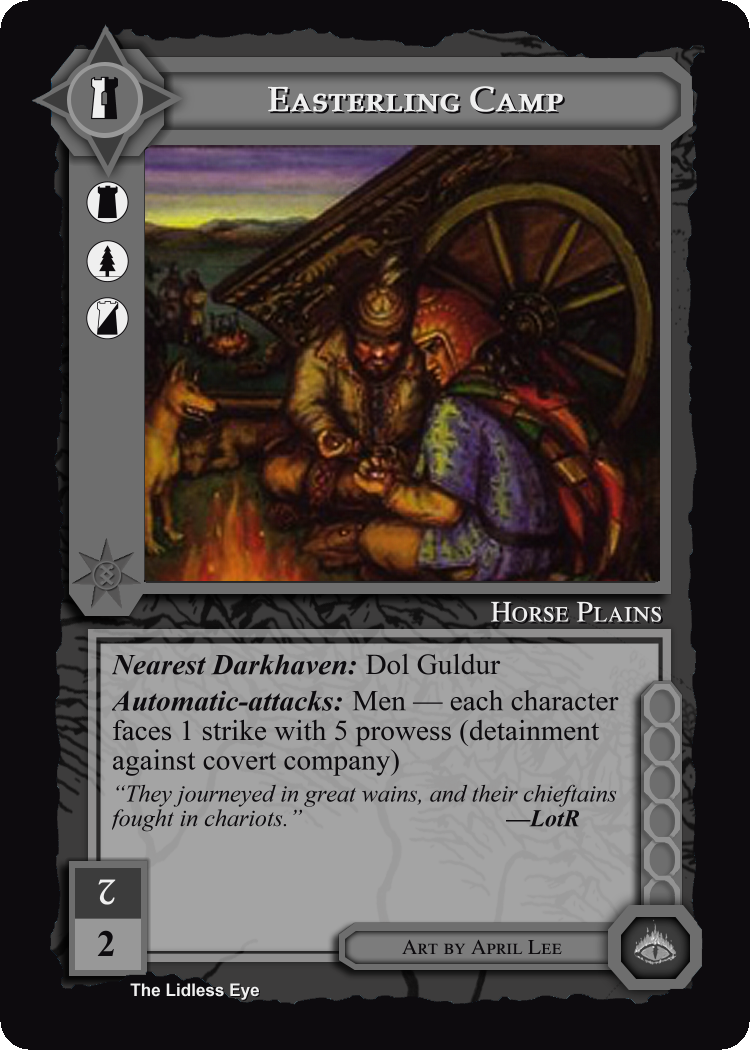 Easterling Camp
Horse Plains
Nearest Darkhaven: Dol Guldur
Automatic-attacks: Men — each character
faces 1 strike with 5 prowess (detainment
against covert company)
“They journeyed in great wains, and their chieftains
fought in chariots.” —LotR
2
2
Art by April Lee
The Lidless Eye